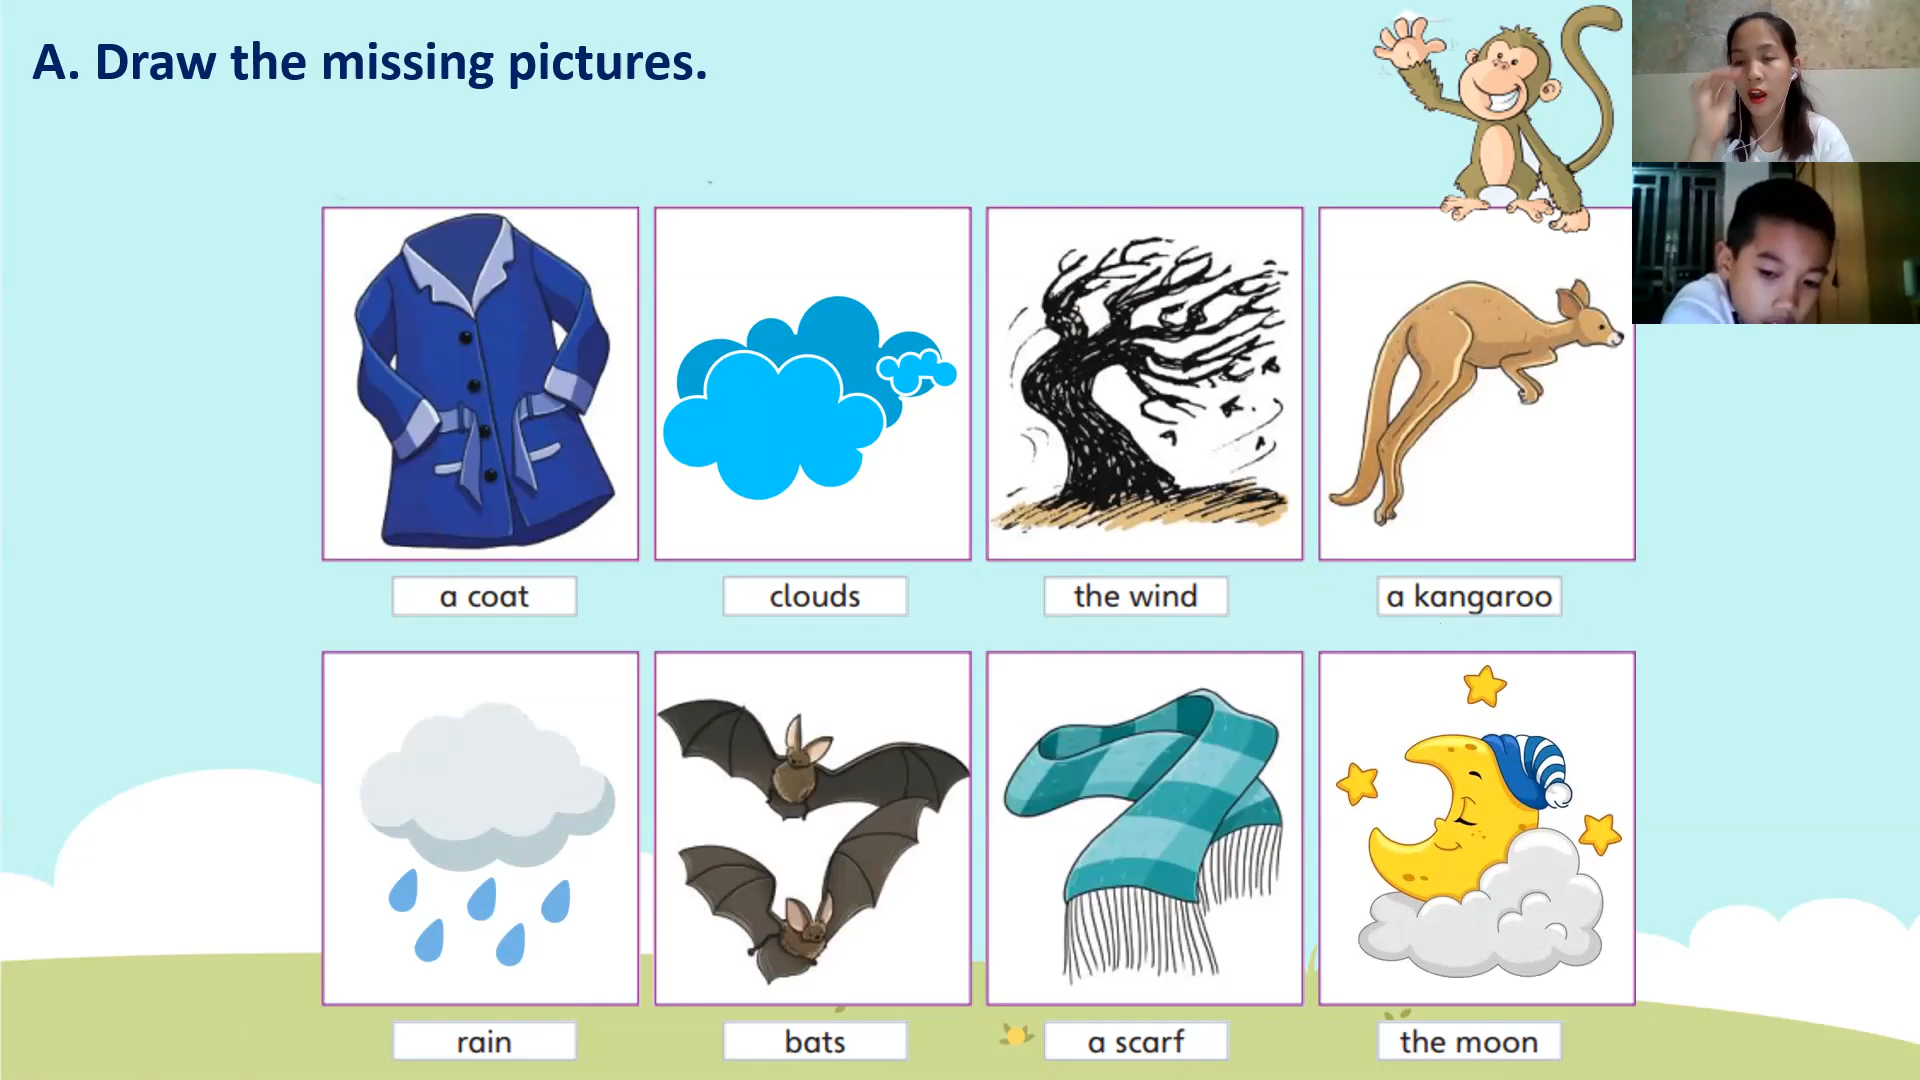 A. Draw the missing pictures.
a coat
clouds
the wind
a kangaroo
rain
bats
a scarf
the moon